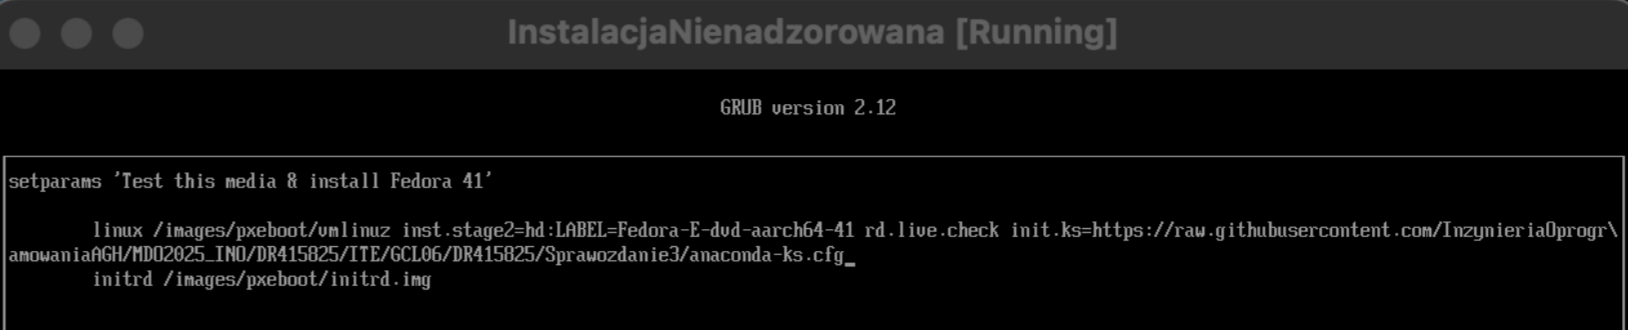 InstalacjaNienadzorowana [Running]
GRUB version 2.12
setparams 'Test this media & install Fedora 41'
linux /images/pxeboot/vmlinuz inst.stage2=hd:LABEL=Fedora-E-dvd-aarch64-41 rd.live.check init.ks=https://raw.githubusercontent.com/InzynieriaOprogr\
amowaniaAGH/MDO2025_INO/DR415825/ITE/GCL06/DR415825/Sprawozdanie3/anaconda-ks.cfg_
initrd /images/pxeboot/initrd.img